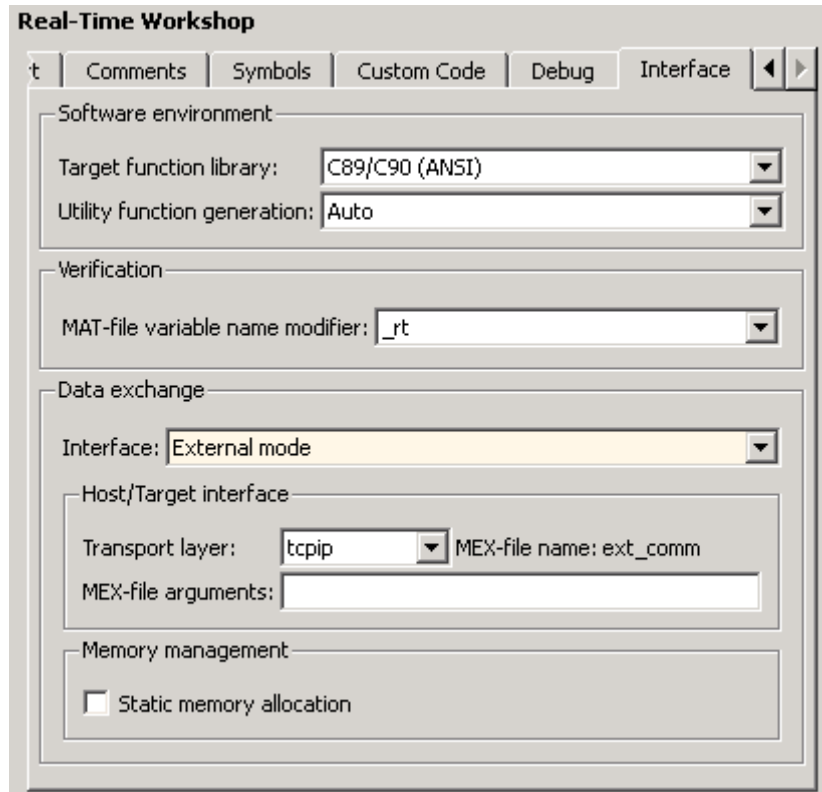 Real-Time Workshop
t Comments Symbols Custom Code Debug Interface
Software environment
Target function library: C89/C90 (ANSI)
Utility function generation: Auto
Verification
MAT-file variable name modifier: _rt
Data exchange
Interface: External mode
Host/Target interface
Transport layer: tcpip MEX-file name: ext_comm
MEX-file arguments:
Memory management
Static memory allocation